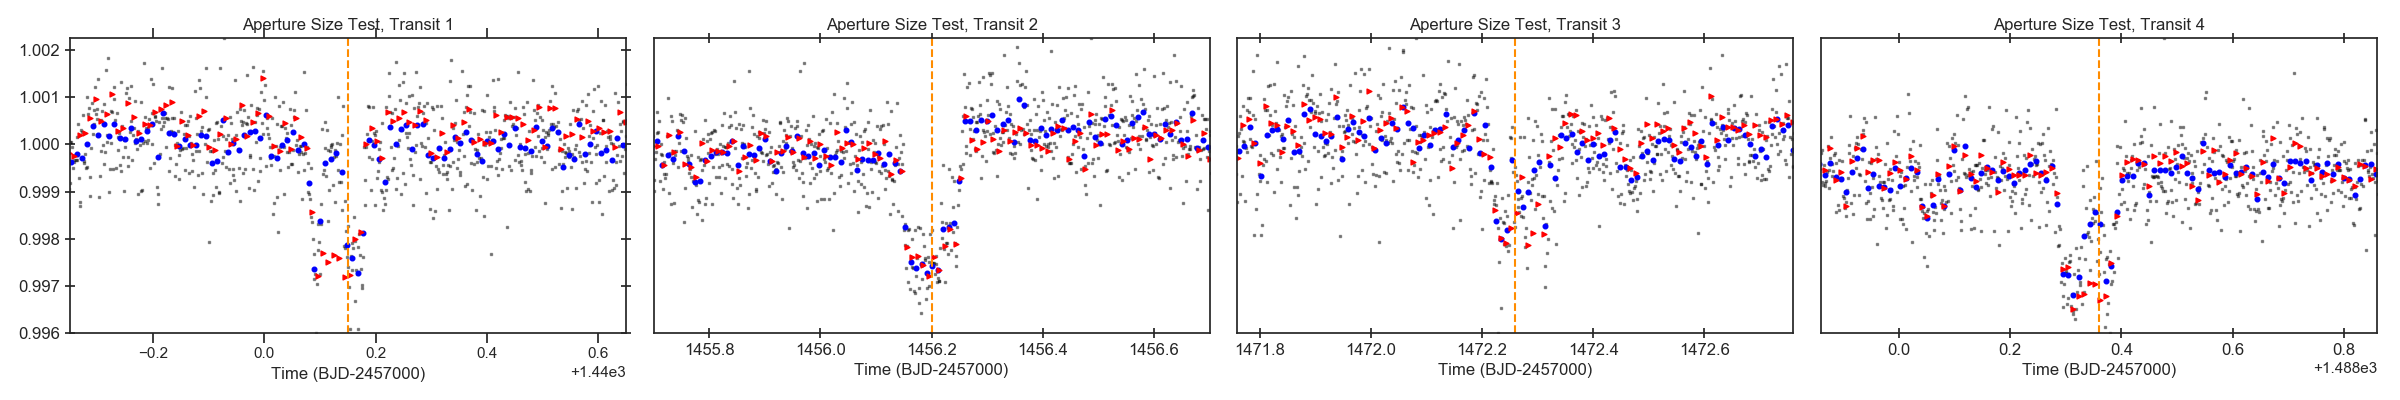 Aperture Size Test, Transit 1
Aperture Size Test, Transit 2
Aperture Size Test, Transit 3
Aperture Size Test, Transit 4
1.002
1.001
1.000
0.999
0.998
0.997
0.996
−0.2 0.0 0.2 0.4 0.6
1455.8 1456.0 1456.2 1456.4 1456.6
1471.8 1472.0 1472.2 1472.4 1472.6
0.0 0.2 0.4 0.6 0.8
Time (BJD-2457000) +1.44e3
Time (BJD-2457000)
Time (BJD-2457000)
Time (BJD-2457000) +1.488e3